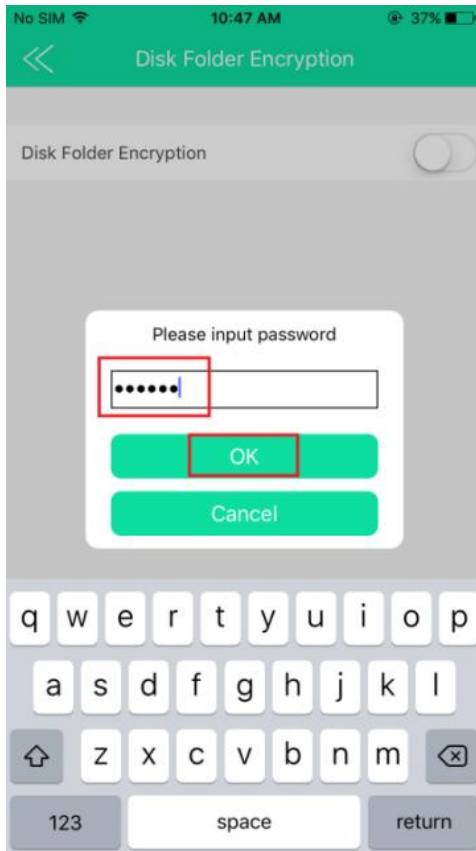 No SIM 10:47 AM 37%
Disk Folder Encryption
Disk Folder Encryption
Please input password
••••••
OK
Cancel
q w e r t y u i o p
a s d f g h j k l
z x c v b n m
123 space return